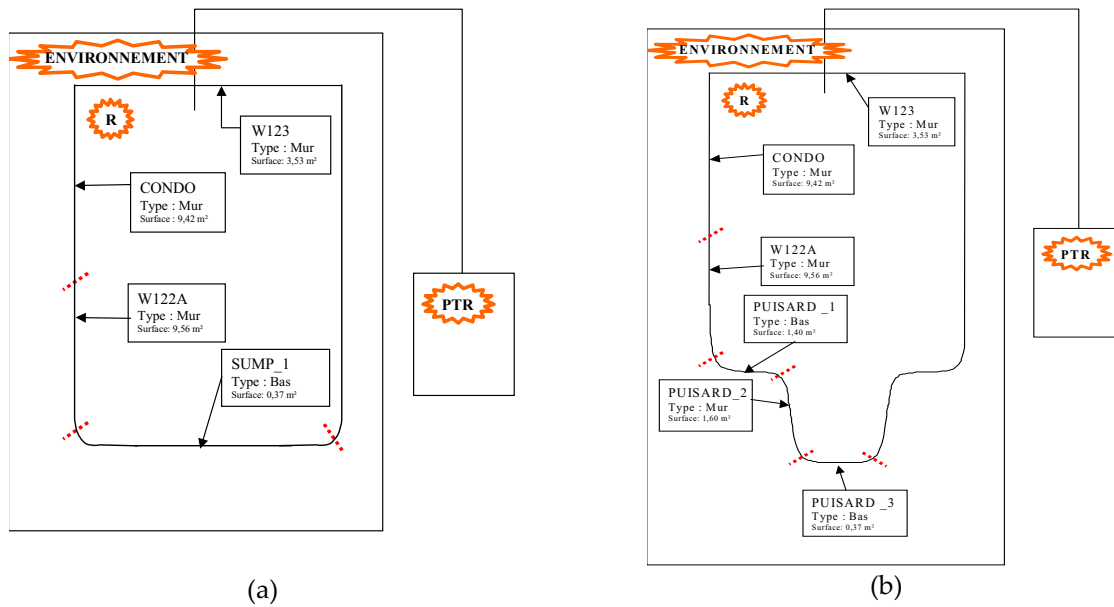 ENVIRONNEMENT
R
W123
Type : Mur
Surface: 3,53 m²
CONDO
Type : Mur
Surface : 9,42 m²
W122A
Type : Mur
Surface: 9,56 m²
SUMP_1
Type : Bas
Surface: 0,37 m²
PTR
(a)
ENVIRONNEMENT
R
W123
Type : Mur
Surface: 3,53 m²
CONDO
Type : Mur
Surface: 9,42 m²
W122A
Type : Mur
Surface: 9,56 m²
PUISARD _1
Type : Bas
Surface: 1,40 m²
PUISARD_2
Type : Mur
Surface: 1,60 m²
PUISARD _3
Type : Bas
Surface: 0,37 m²
PTR
(b)